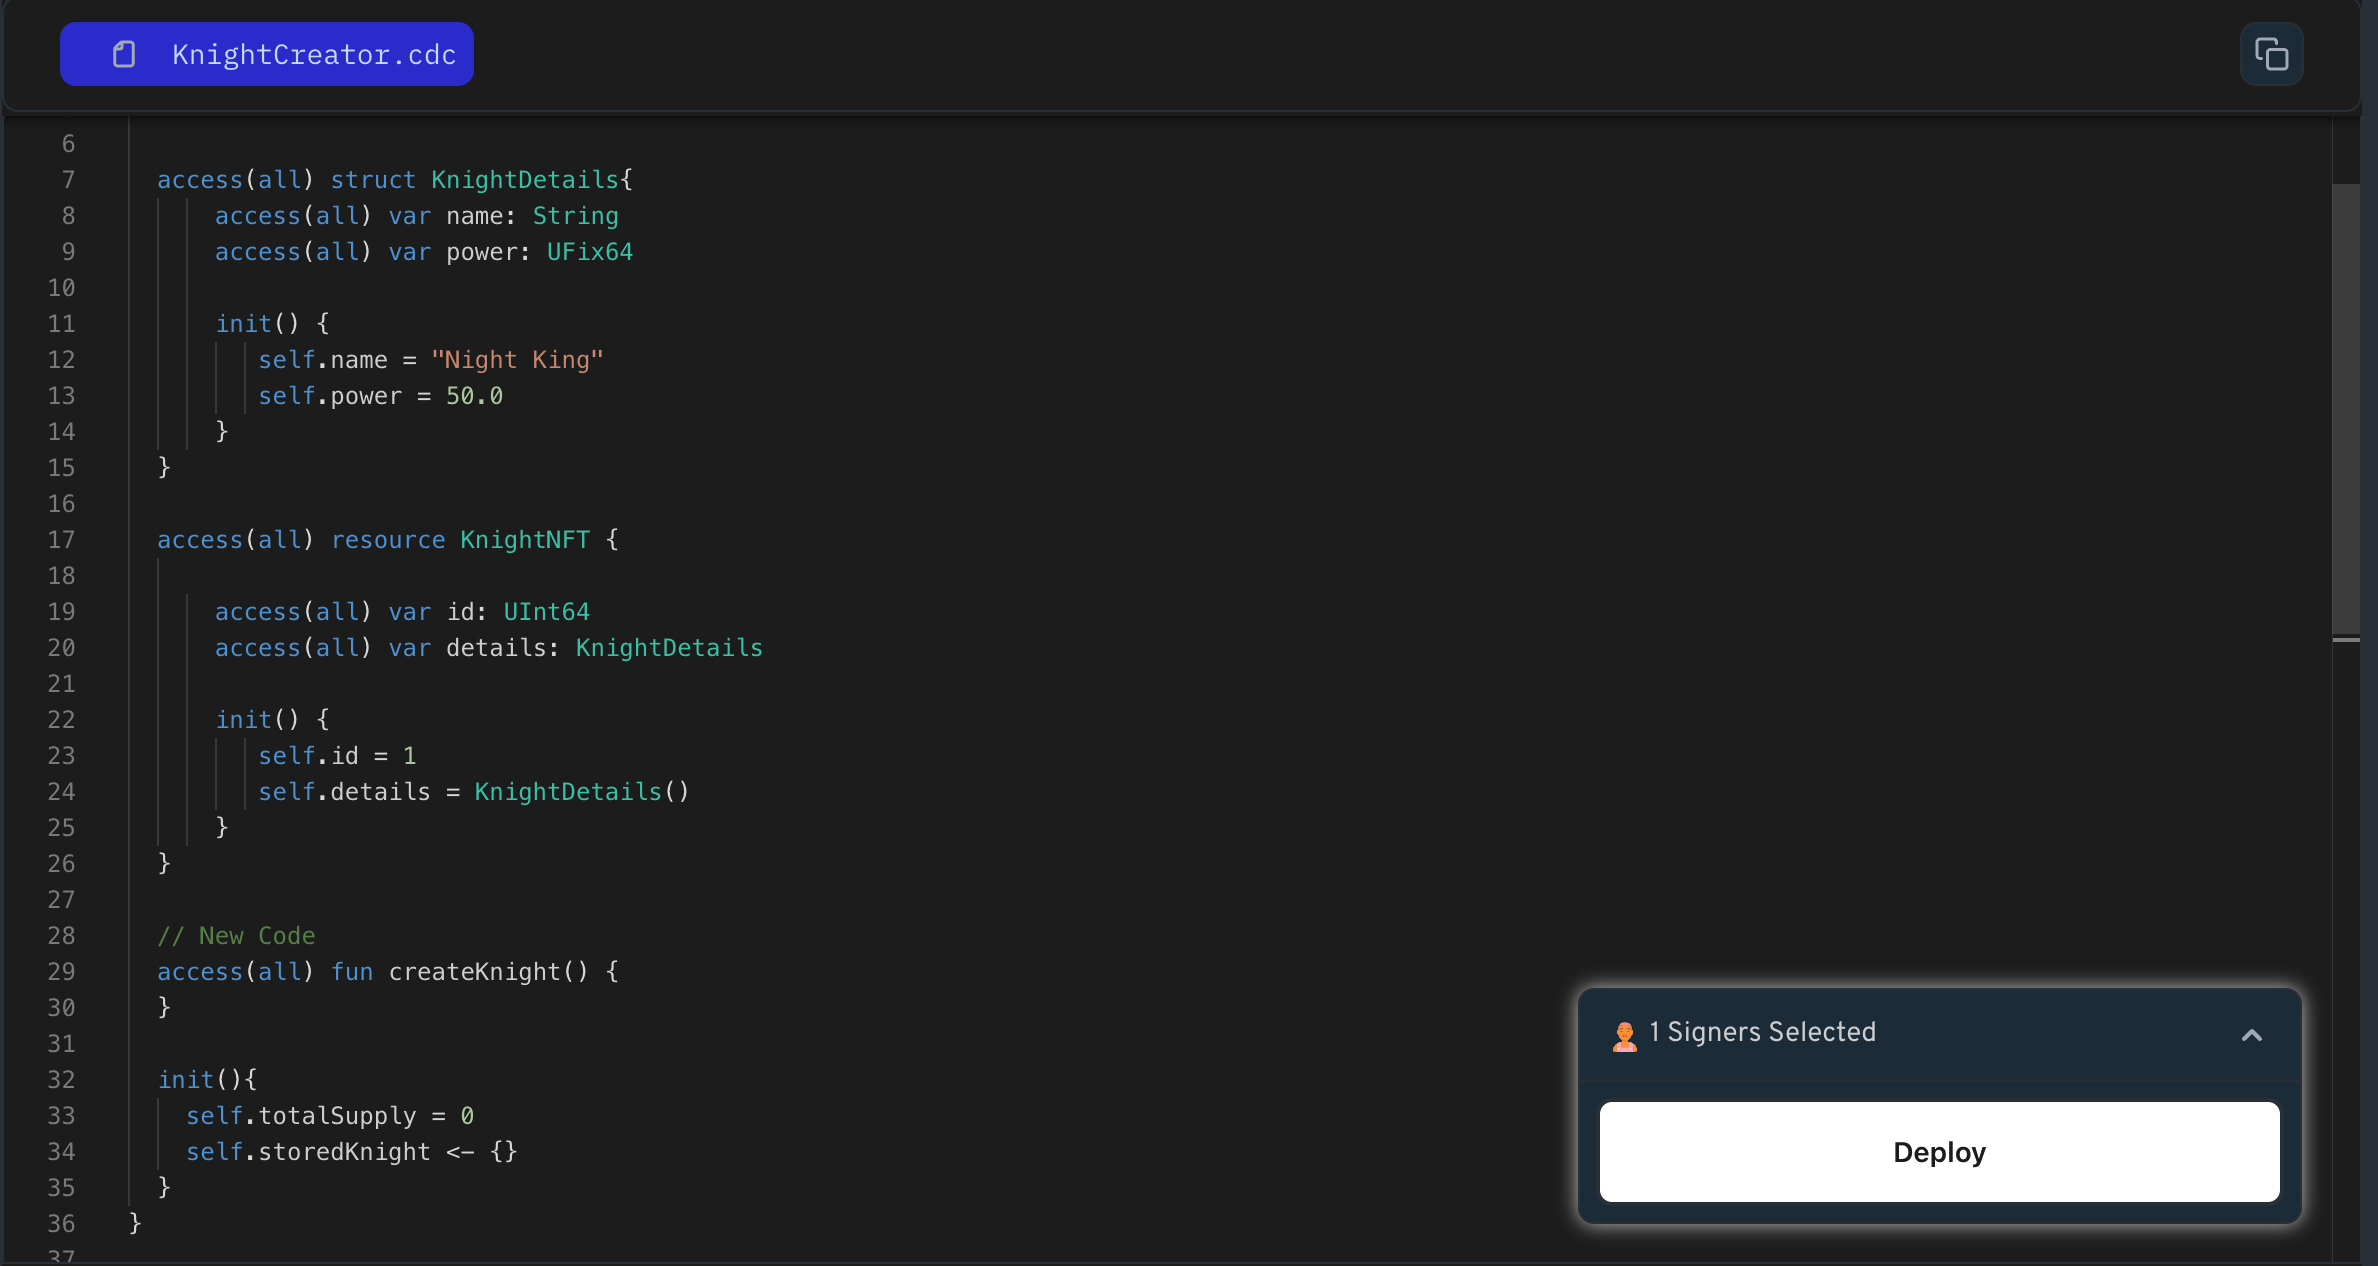 KnightCreator.cdc
6
7 access(all) struct KnightDetails{
8 access(all) var name: String
9 access(all) var power: UFix64
10
11 init() {
12 self.name = "Night King"
13 self.power = 50.0
14 }
15 }
16
17 access(all) resource KnightNFT {
18
19 access(all) var id: UInt64
20 access(all) var details: KnightDetails
21
22 init() {
23 self.id = 1
24 self.details = KnightDetails()
25 }
26 }
27
28 // New Code
29 access(all) fun createKnight() {
30 }
31
32 init(){
33 self.totalSupply = 0
34 self.storedKnight <- {}
35 }
36 }
37
1 Signers Selected
Deploy